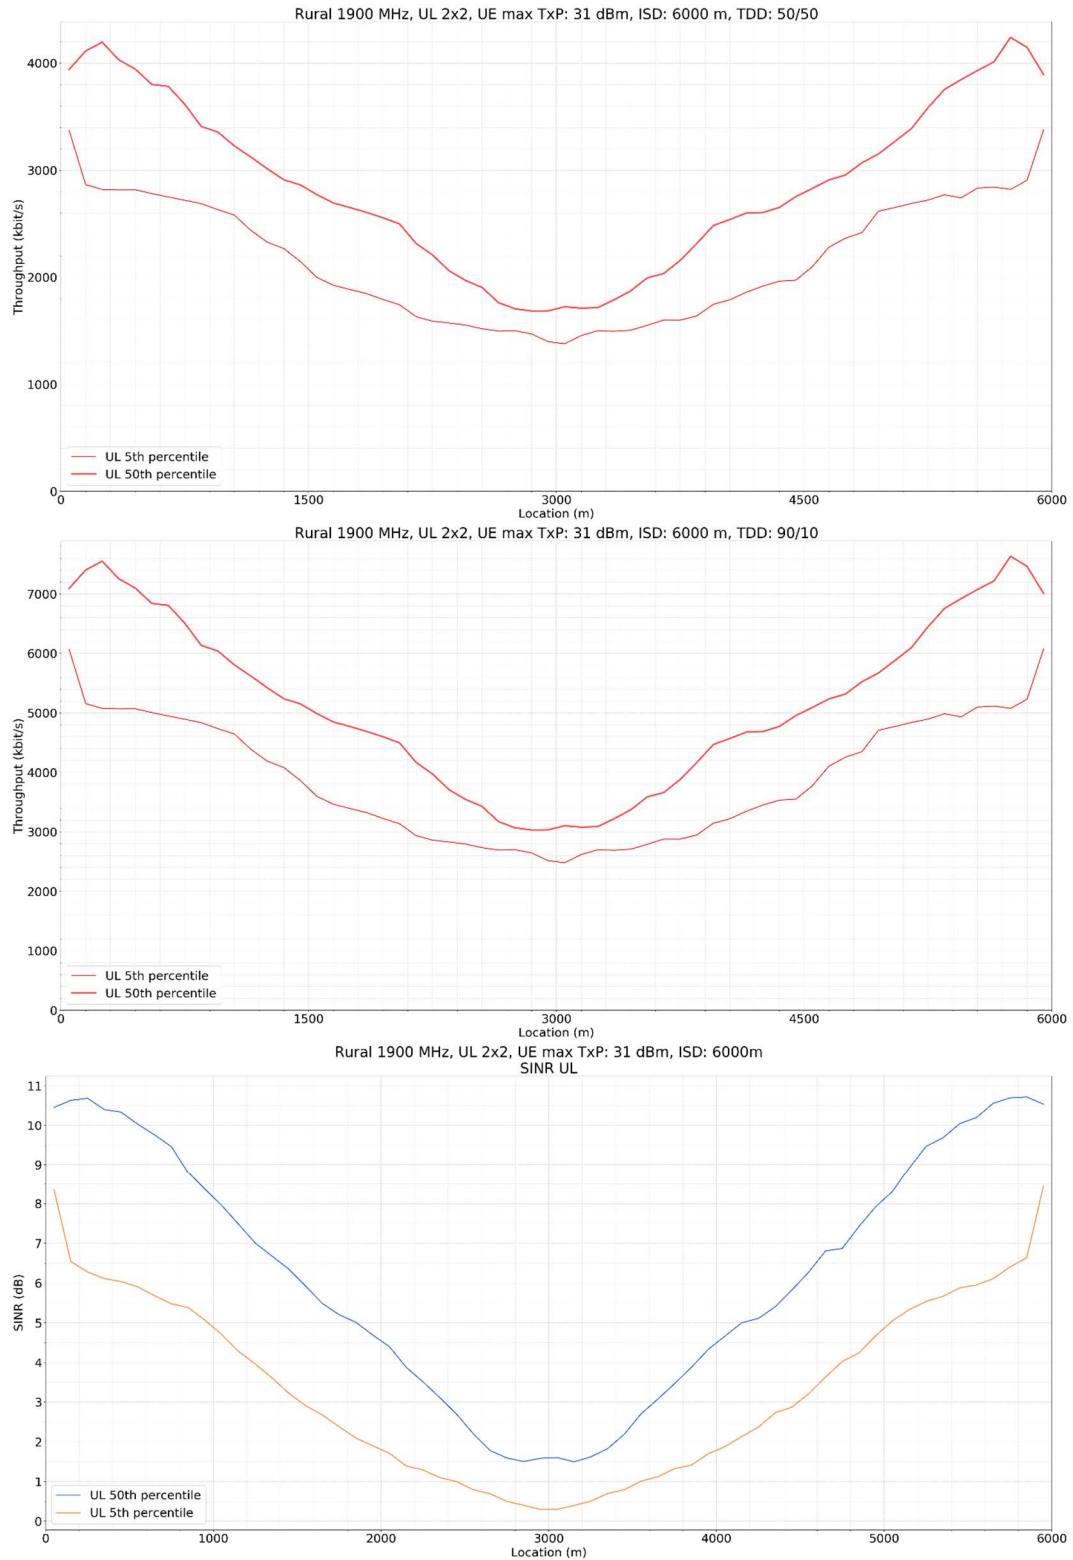 Rural 1900 MHz, UL 2x2, UE max TxP: 31 dBm, ISD: 6000 m, TDD: 50/50
4000
3000
2000
1000
0
Throughput (kbit/s)
UL 5th percentile
UL 50th percentile
0 1500 3000 4500 6000
Location (m)
Rural 1900 MHz, UL 2x2, UE max TxP: 31 dBm, ISD: 6000 m, TDD: 90/10
7000
6000
5000
4000
3000
2000
1000
0
Throughput (kbit/s)
UL 5th percentile
UL 50th percentile
0 1500 3000 4500 6000
Location (m)
Rural 1900 MHz, UL 2x2, UE max TxP: 31 dBm, ISD: 6000m
SINR UL
11
10
9
8
7
6
5
4
3
2
1
0
SINR (dB)
UL 50th percentile
UL 5th percentile
0 1000 2000 3000 4000 5000 6000
Location (m)